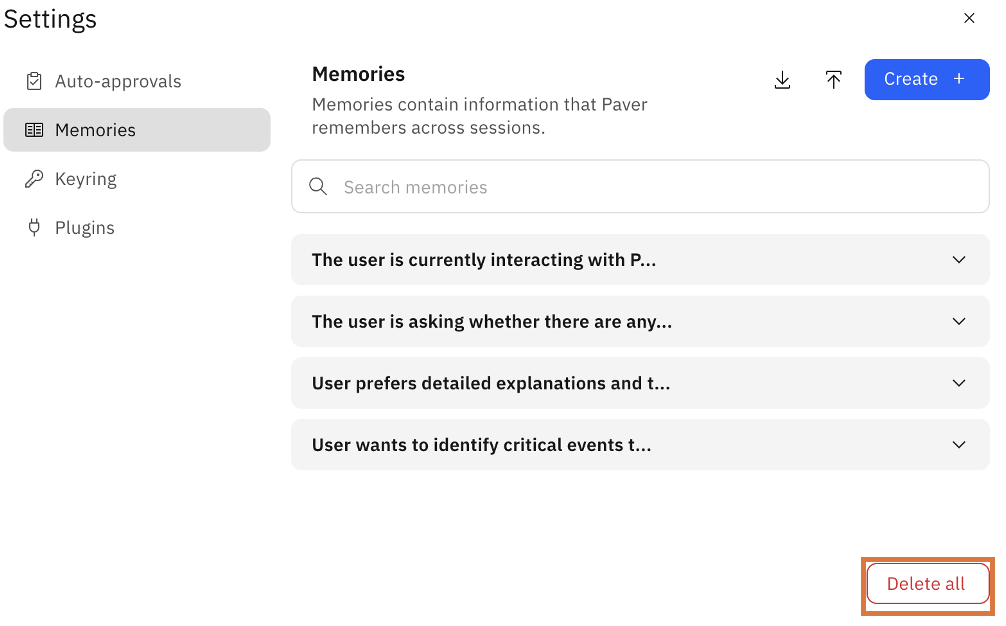 Settings
Auto-approvals
Memories
Keyring
Plugins
Memories
Memories contain information that Paver
remembers across sessions.
Create +
Search memories
The user is currently interacting with P...
The user is asking whether there are any...
User prefers detailed explanations and t...
User wants to identify critical events t...
Delete all